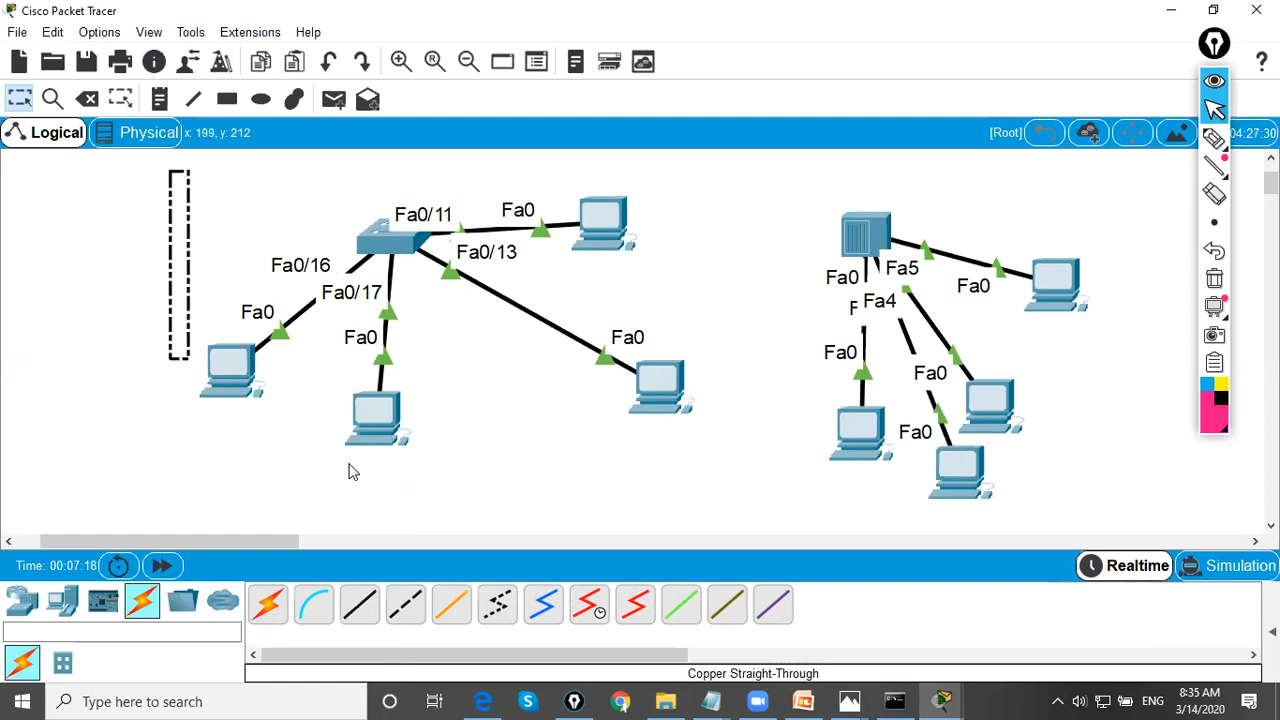 Cisco Packet Tracer
File Edit Options View Tools Extensions Help
Logical Physical x: 199, y: 212 [Root] 04:27:30
Fa0/11 Fa0
Fa0/13
Fa0/16
Fa0/17
Fa0
Fa0
Fa0
Fa5
Fa0
Fa0
Fa4
F
Fa0
Fa0
Fa0
Time: 00:07:18 Realtime Simulation
Copper Straight-Through
Type here to search
ENG
8:35 AM
3/14/2020